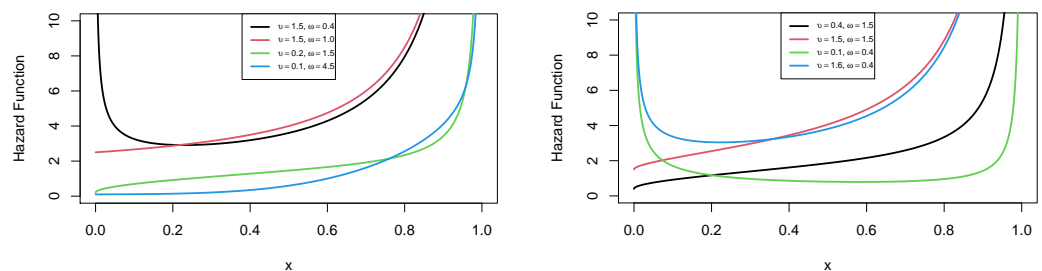 Hazard Function
10
8
6
4
2
0
υ = 1.5, ω = 0.4
υ = 1.5, ω = 1.0
υ = 0.2, ω = 1.5
υ = 0.1, ω = 4.5
0.0 0.2 0.4 0.6 0.8 1.0
x
Hazard Function
10
8
6
4
2
0
υ = 0.4, ω = 1.5
υ = 1.5, ω = 1.5
υ = 0.1, ω = 0.4
υ = 1.6, ω = 0.4
0.0 0.2 0.4 0.6 0.8 1.0
x